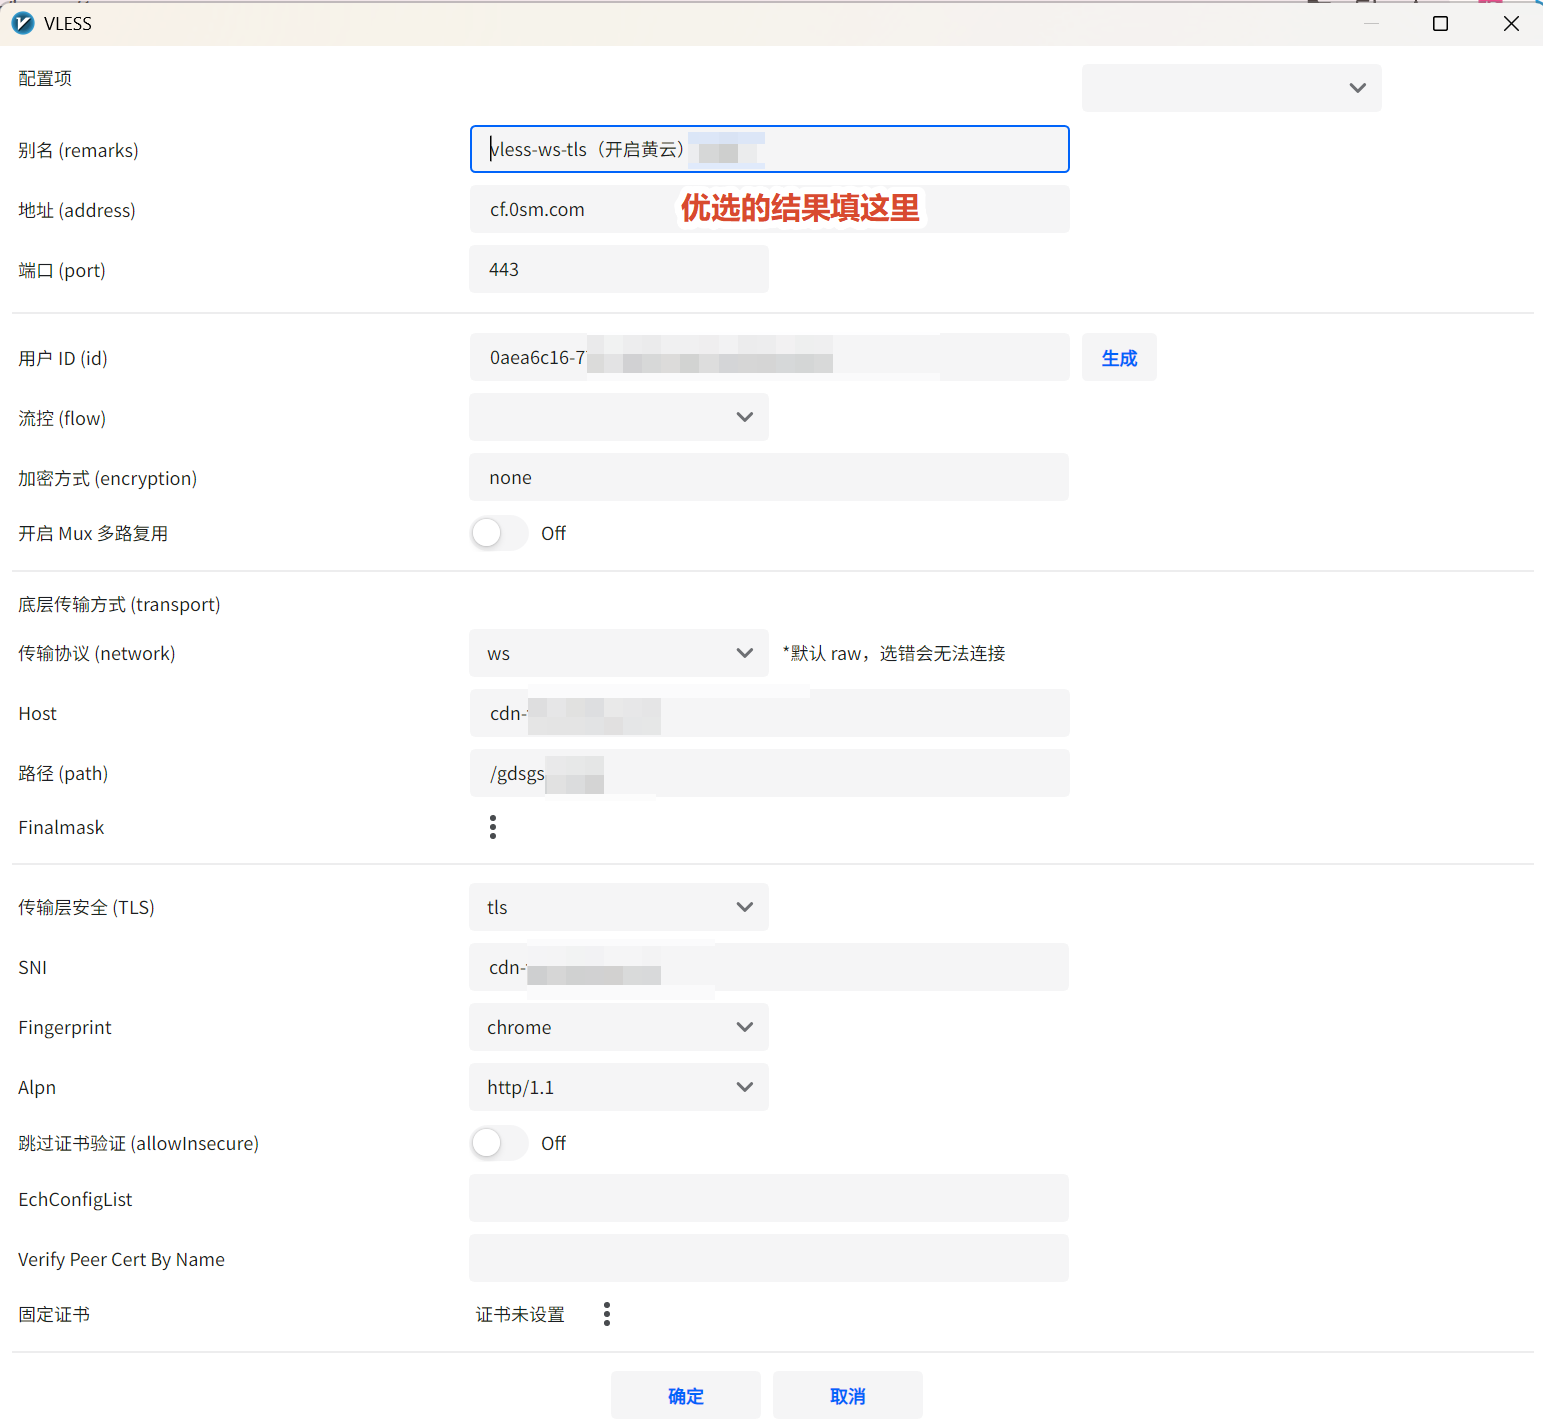 VLESS
配置项
别名 (remarks)
vless-ws-tls（开启黄云）
地址 (address)
cf.0sm.com
优选的结果填这里
端口 (port)
443
用户 ID (id)
0aea6c16-7
生成
流控 (flow)
加密方式 (encryption)
none
开启 Mux 多路复用
Off
底层传输方式 (transport)
传输协议 (network)
ws
*默认 raw，选错会无法连接
Host
cdn-
路径 (path)
/gdsgs
Finalmask
传输层安全 (TLS)
tls
SNI
cdn-
Fingerprint
chrome
Alpn
http/1.1
跳过证书验证 (allowInsecure)
Off
EchConfigList
Verify Peer Cert By Name
固定证书
证书未设置
确定
取消